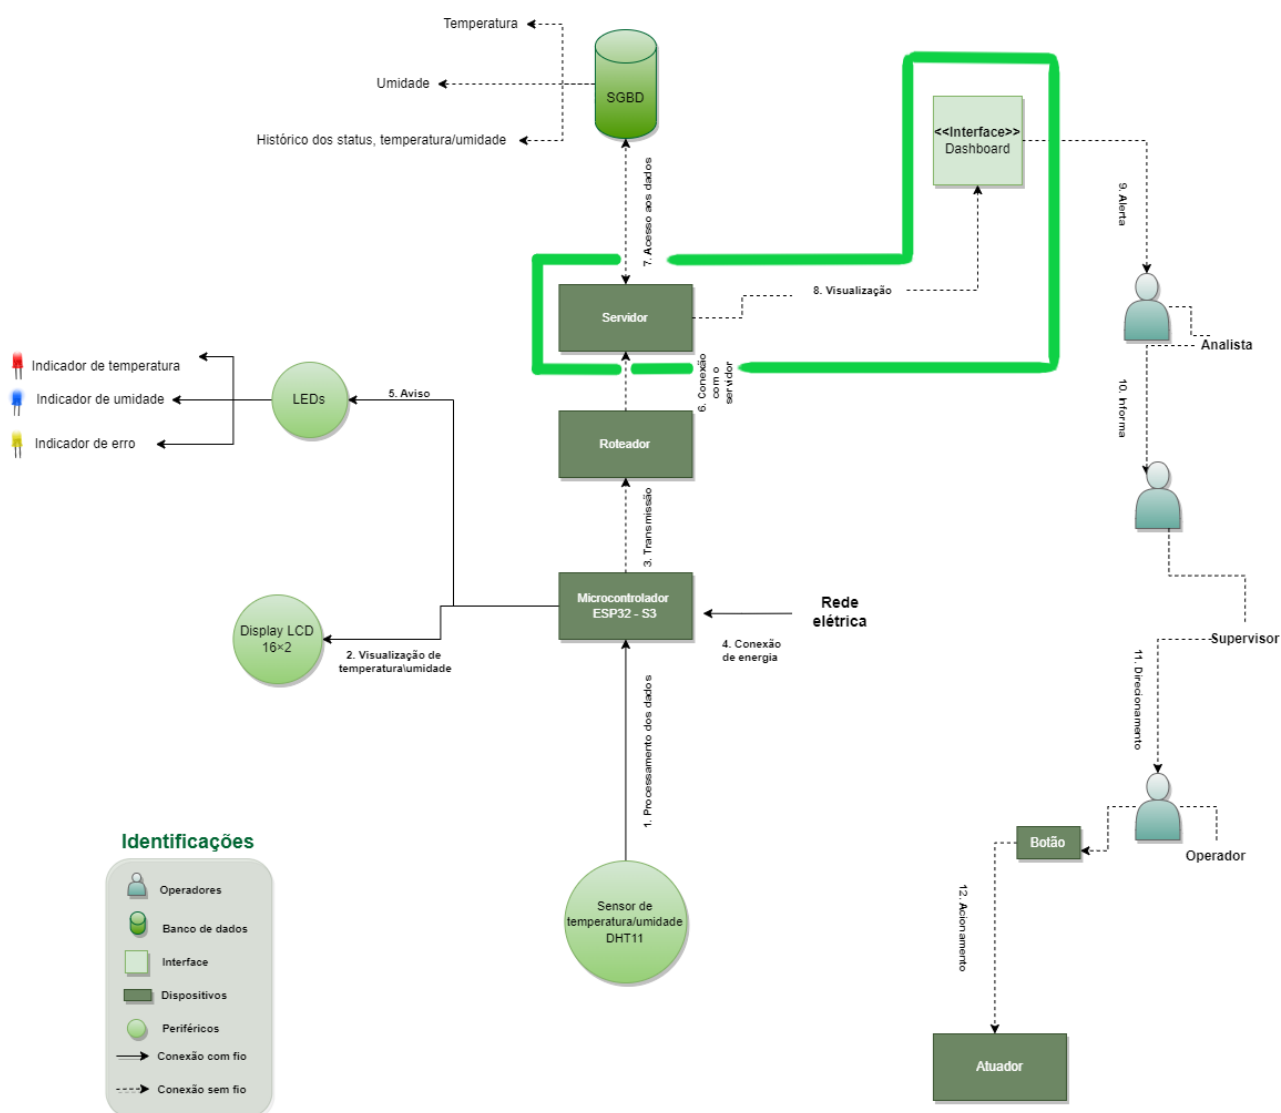 Temperatura
Umidade
Histórico dos status, temperatura/umidade
SGBD
<<Interface>>
Dashboard
7. Acesso aos dados
9. Alerta
8. Visualização
Servidor
Analista
6. Conexão
com o
servidor
Indicador de temperatura
Indicador de umidade
Indicador de erro
LEDs
5. Aviso
Roteador
10. Informa
3. Transmissão
Microcontrolador
ESP32 - S3
Rede
elétrica
4. Conexão
de energia
Display LCD
16×2
2. Visualização de
temperatura\umidade
Supervisor
11. Direcionamento
1. Processamento dos dados
Botão
Operador
12. Acionamento
Sensor de
temperatura/umidade
DHT11
Atuador
Identificações
Operadores
Banco de dados
Interface
Dispositivos
Periféricos
Conexão com fio
Conexão sem fio